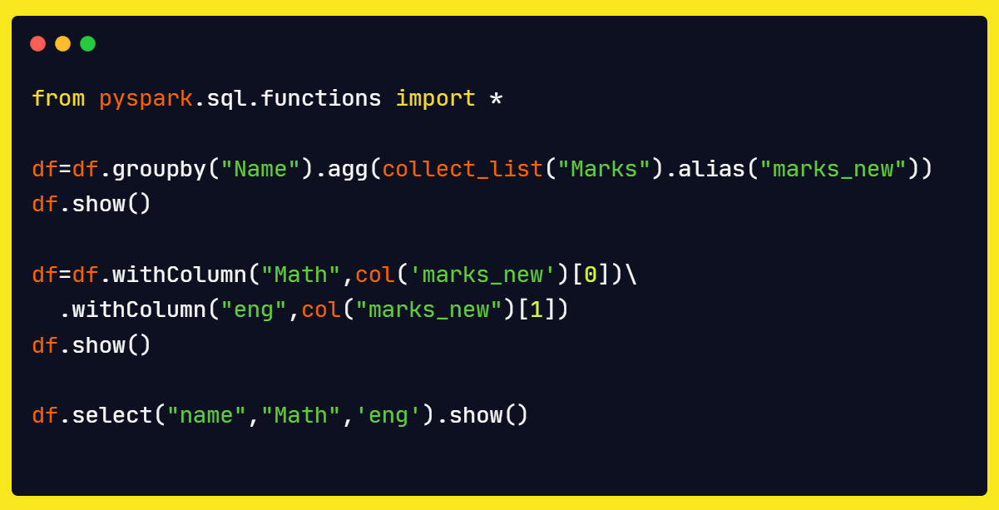 from pyspark.sql.functions import *
df=df.groupby("Name").agg(collect_list("Marks").alias("marks_new"))
df.show()
df=df.withColumn("Math",col('marks_new')[0])\
  .withColumn("eng",col("marks_new")[1])
df.show()
df.select("name","Math",'eng').show()